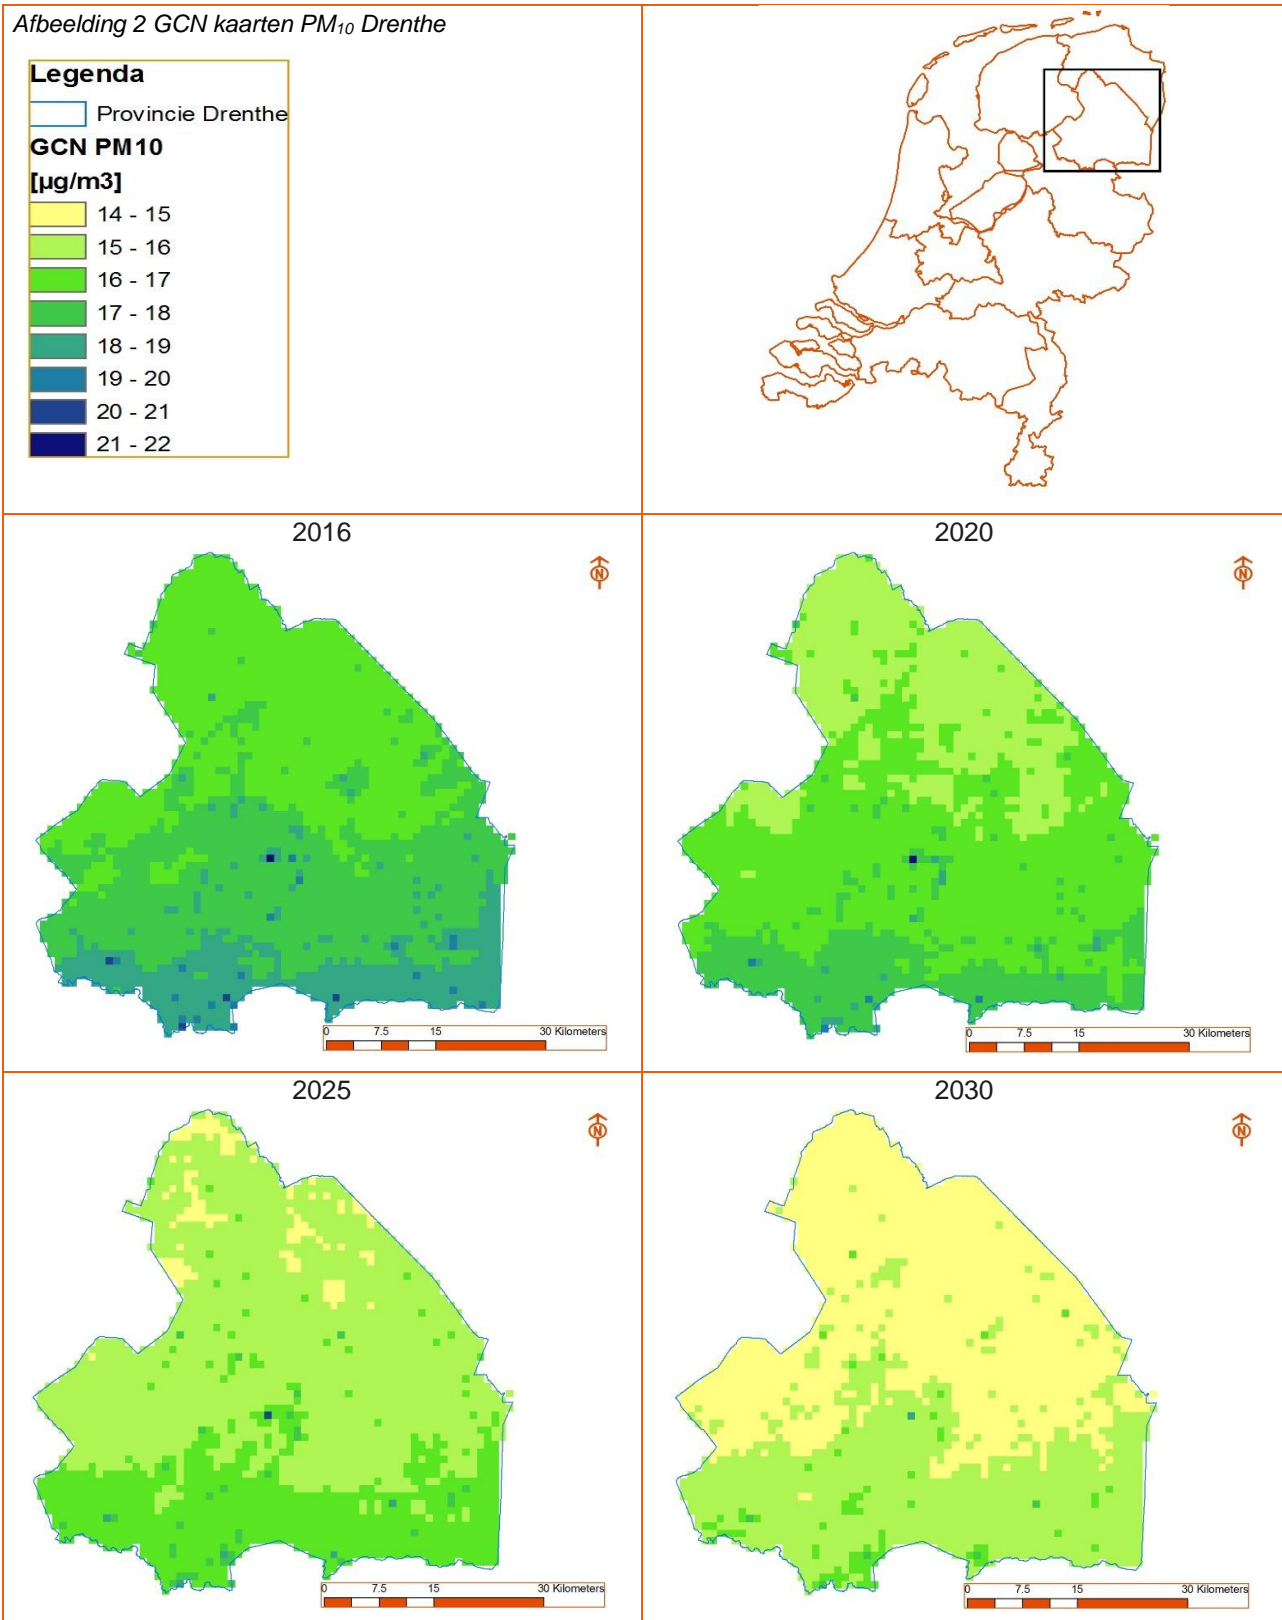 Afbeelding 2 GCN kaarten PM10 Drenthe
Legenda
Provincie Drenthe
GCN PM10
[µg/m3]
14 - 15
15 - 16
16 - 17
17 - 18
18 - 19
19 - 20
20 - 21
21 - 22
2016
N
0 7.5 15 30 Kilometers
2020
N
0 7.5 15 30 Kilometers
2025
N
0 7.5 15 30 Kilometers
2030
N
0 7.5 15 30 Kilometers